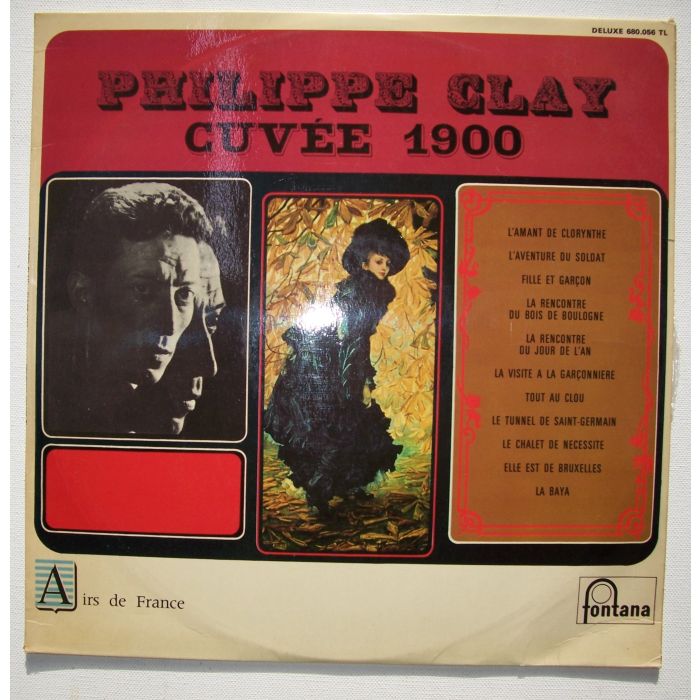 DELUXE 680.056 TL
PHILIPPE CLAY
CUVÉE 1900
L'AMANT DE CLORYNTHE
L'AVENTURE DU SOLDAT
FILLE ET GARÇON
LA RENCONTRE
DU BOIS DE BOULOGNE
LA RENCONTRE
DU JOUR DE L'AN
LA VISITE A LA GARÇONNIERE
TOUT AU CLOU
LE TUNNEL DE SAINT-GERMAIN
LE CHALET DE NECESSITE
ELLE EST DE BRUXELLES
LA BAYA
Airs de France
fontana